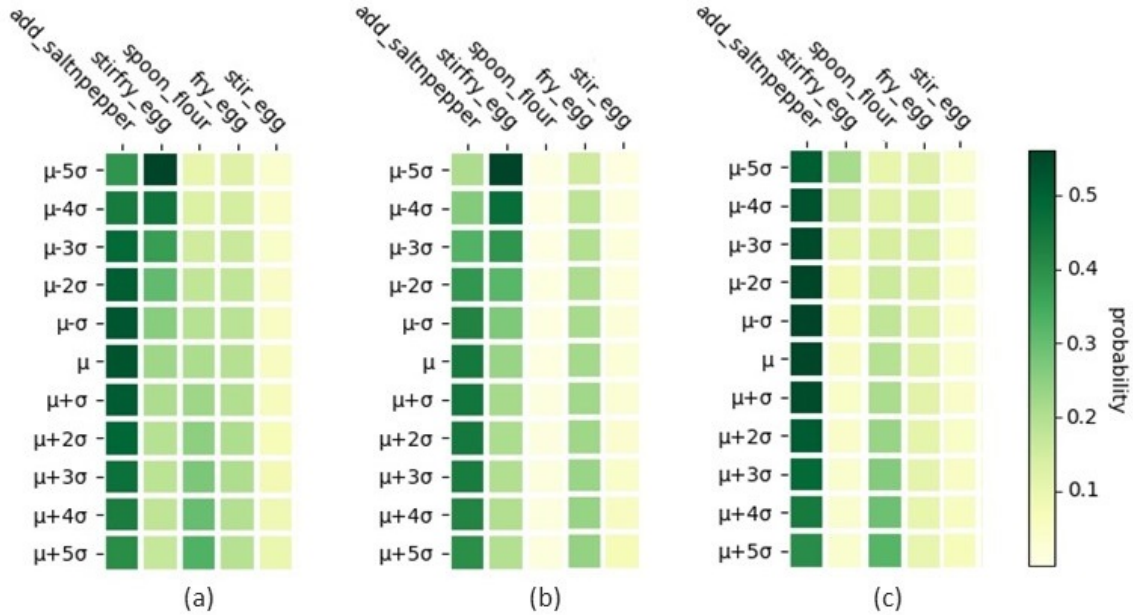 add_saltnpepper
stirfry_egg
spoon_flour
fry_egg
stir_egg
μ-5σ
μ-4σ
μ-3σ
μ-2σ
μ-σ
μ
μ+σ
μ+2σ
μ+3σ
μ+4σ
μ+5σ
(a)
add_saltnpepper
stirfry_egg
spoon_flour
fry_egg
stir_egg
μ-5σ
μ-4σ
μ-3σ
μ-2σ
μ-σ
μ
μ+σ
μ+2σ
μ+3σ
μ+4σ
μ+5σ
(b)
add_saltnpepper
stirfry_egg
spoon_flour
fry_egg
stir_egg
μ-5σ
μ-4σ
μ-3σ
μ-2σ
μ-σ
μ
μ+σ
μ+2σ
μ+3σ
μ+4σ
μ+5σ
(c)
0.5
0.4
0.3
0.2
0.1
probability